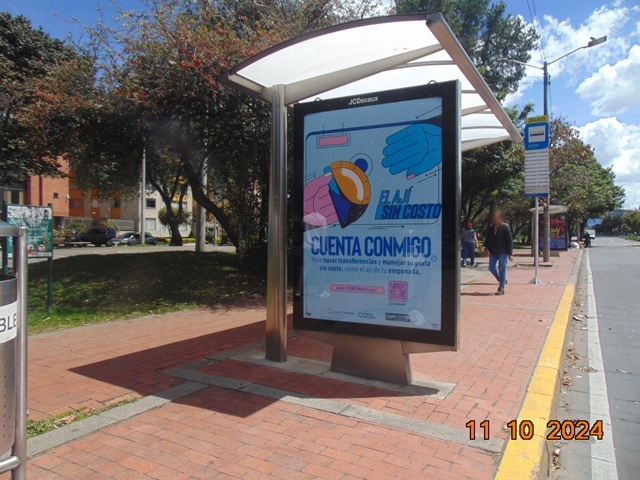 JCDecaux
EL AJÍ
SIN COSTO
CUENTA CONMIGO
Para hacer transferencias y manejar tu plata
sin costo, como el ají de tu
empanada.
BLE
11 10 2024